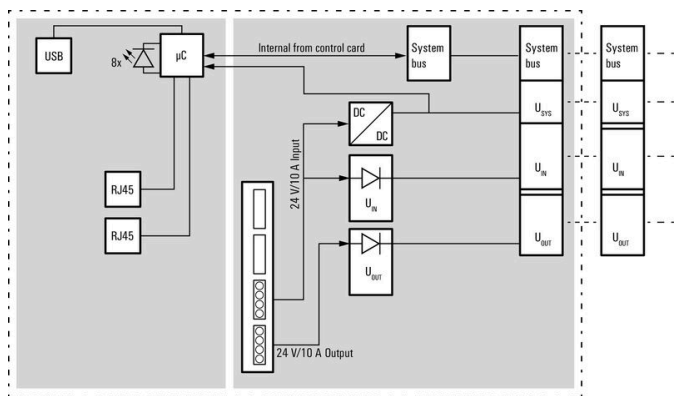 USB
8x
µC
Internal from control card
System
bus
System
bus
System
bus
DC
DC
U_SYS
U_SYS
24 V/10 A Input
U_IN
U_IN
U_IN
RJ45
RJ45
U_OUT
U_OUT
U_OUT
24 V/10 A Output